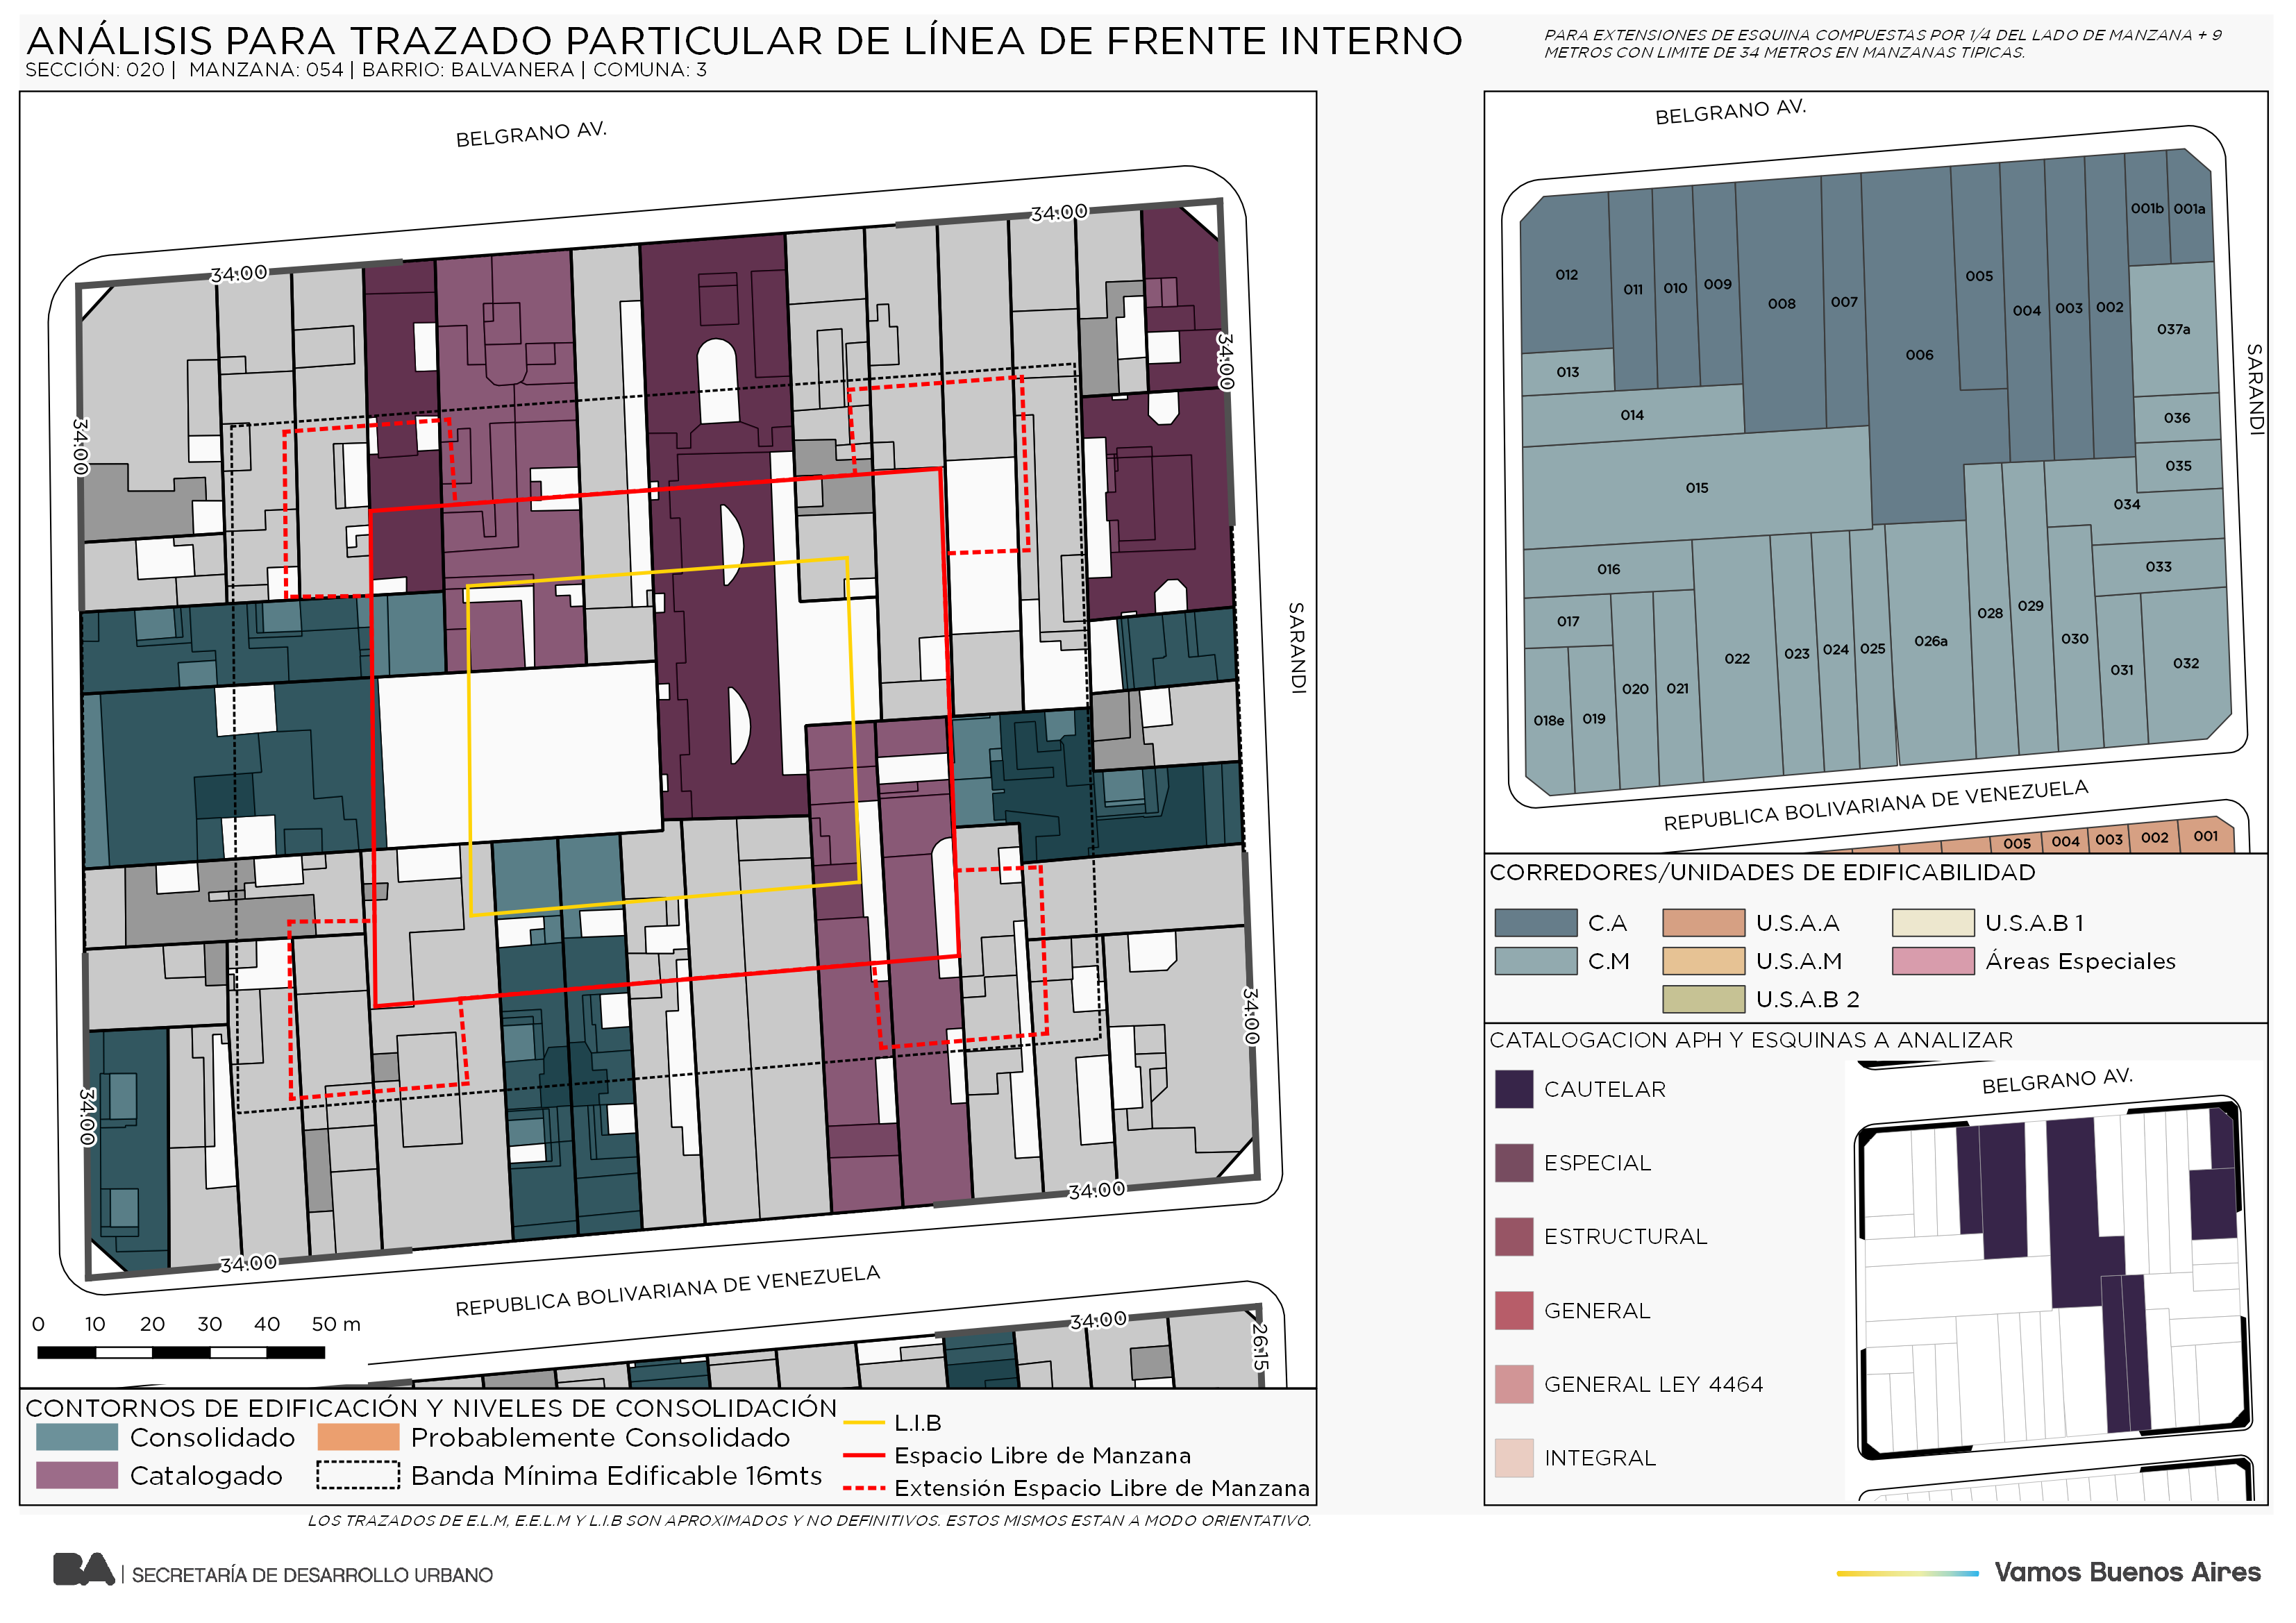 ANÁLISIS PARA TRAZADO PARTICULAR DE LÍNEA DE FRENTE INTERNO
SECCIÓN: 020 | MANZANA: 054 | BARRIO: BALVANERA | COMUNA: 3
PARA EXTENSIONES DE ESQUINA COMPUESTAS POR 1/4 DEL LADO DE MANZANA + 9
METROS CON LIMITE DE 34 METROS EN MANZANAS TIPICAS.
BELGRANO AV.
34.00
34.00
34.00
34.00
SARANDI
34.00
34.00
34.00
34.00
REPUBLICA BOLIVARIANA DE VENEZUELA
34.00
26.15
0 10 20 30 40 50 m
CONTORNOS DE EDIFICACIÓN Y NIVELES DE CONSOLIDACIÓN
Consolidado
Catalogado
Probablemente Consolidado
Banda Mínima Edificable 16mts
L.I.B
Espacio Libre de Manzana
Extensión Espacio Libre de Manzana
LOS TRAZADOS DE E.L.M, E.E.L.M Y L.I.B SON APROXIMADOS Y NO DEFINITIVOS. ESTOS MISMOS ESTAN A MODO ORIENTATIVO.
BELGRANO AV.
001b 001a
012 011 010 009 008 007 006 005 004 003 002
037a
013
014
036
035
015
034
016
033
017
028 029 030 031 032
018e 019 020 021 022 023 024 025 026a
SARANDI
REPUBLICA BOLIVARIANA DE VENEZUELA
005 004 003 002 001
CORREDORES/UNIDADES DE EDIFICABILIDAD
C.A
C.M
U.S.A.A
U.S.A.M
U.S.A.B 2
U.S.A.B 1
Áreas Especiales
CATALOGACION APH Y ESQUINAS A ANALIZAR
CAUTELAR
ESPECIAL
ESTRUCTURAL
GENERAL
GENERAL LEY 4464
INTEGRAL
BELGRANO AV.
BA | SECRETARÍA DE DESARROLLO URBANO
Vamos Buenos Aires